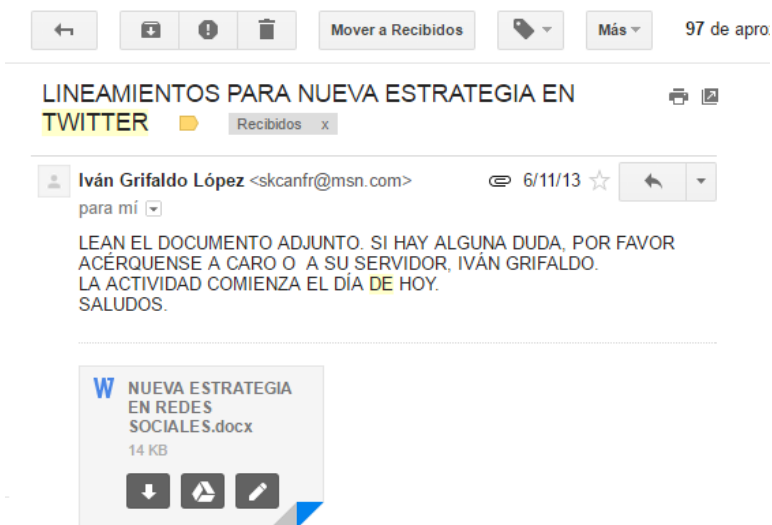 Mover a Recibidos
Más
97 de apro
LINEAMIENTOS PARA NUEVA ESTRATEGIA EN
TWITTER
Recibidos x
Iván Grifaldo López <skcanfr@msn.com> 6/11/13
para mí
LEAN EL DOCUMENTO ADJUNTO. SI HAY ALGUNA DUDA, POR FAVOR
ACÉRQUENSE A CARO O A SU SERVIDOR, IVÁN GRIFALDO.
LA ACTIVIDAD COMIENZA EL DÍA DE HOY.
SALUDOS.
W NUEVA ESTRATEGIA
EN REDES
SOCIALES.docx
14 KB